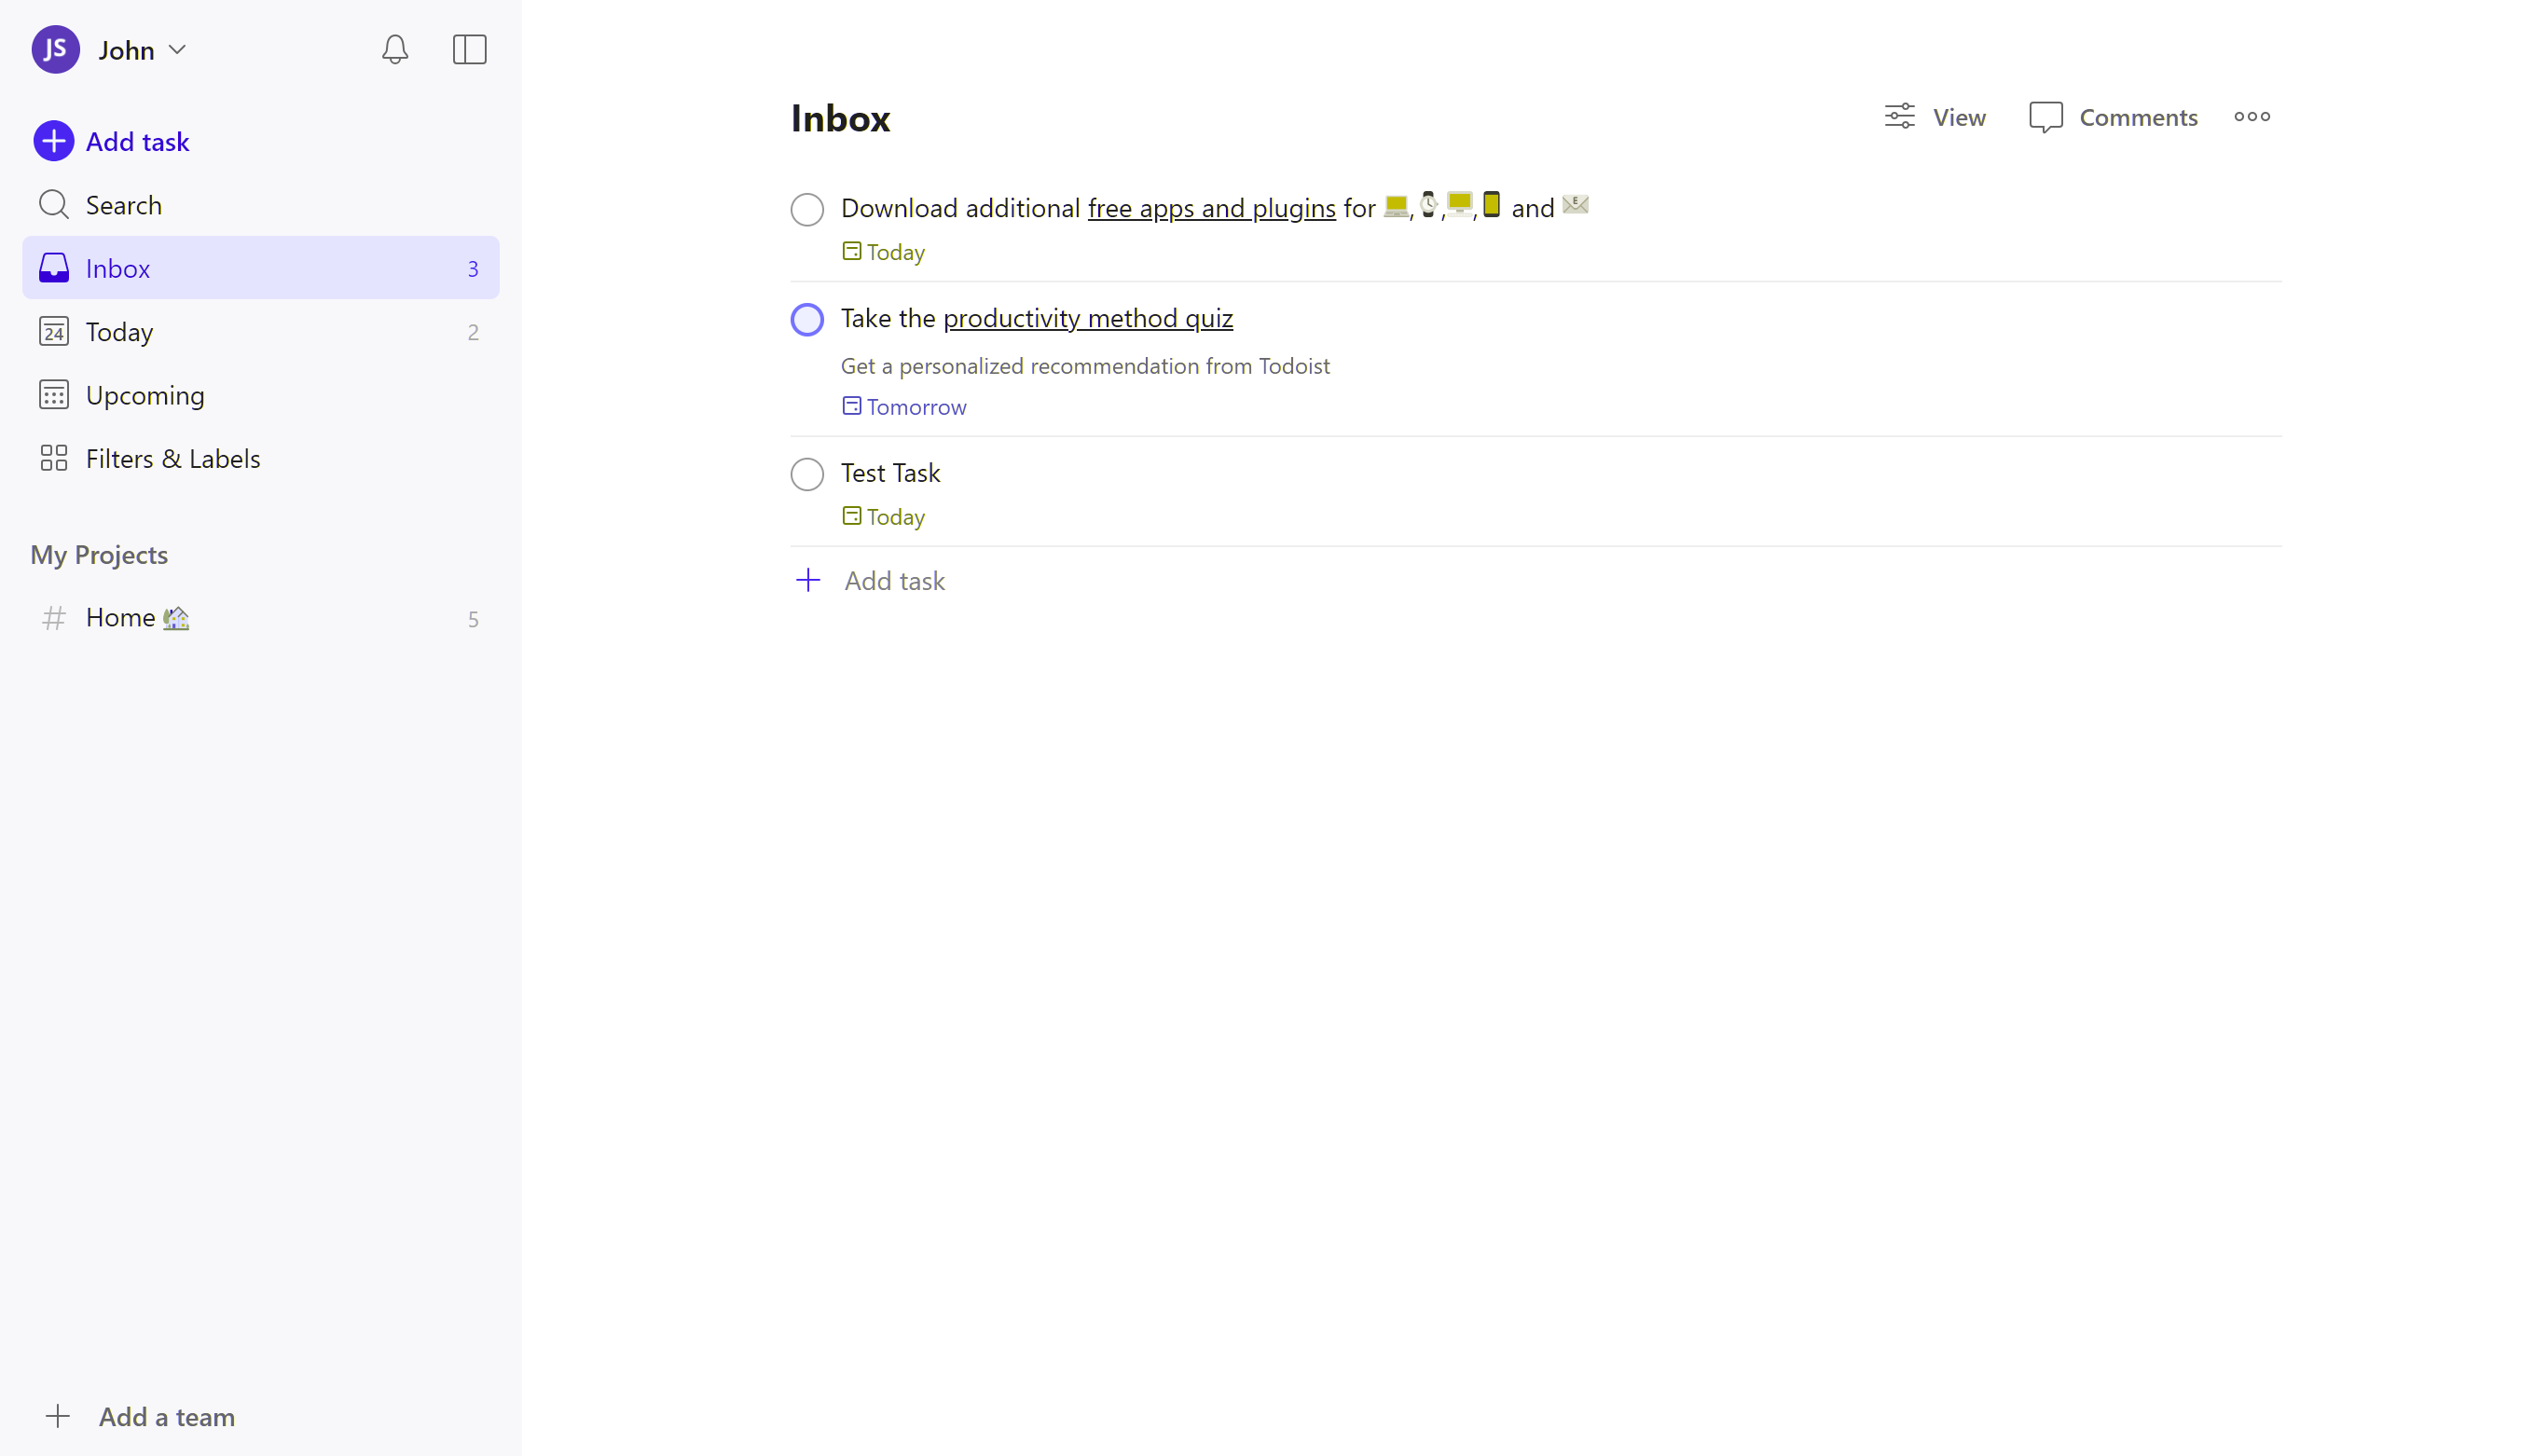 JS John
Add task
Search
Inbox 3
24 Today 2
Upcoming
Filters & Labels
My Projects
# Home 5
Add a team
Inbox
View Comments
Download additional free apps and plugins for 💻,⌚,🖥,📱 and 📧
Today
Take the productivity method quiz
Get a personalized recommendation from Todoist
Tomorrow
Test Task
Today
Add task